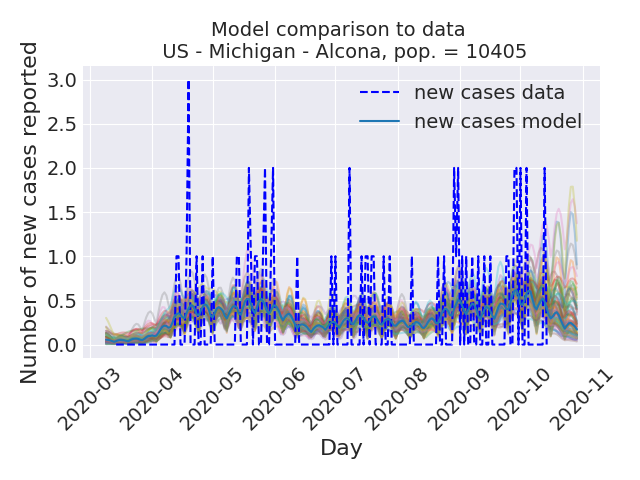 Model comparison to data
US - Michigan - Alcona, pop. = 10405
Number of new cases reported
3.0
2.5
2.0
1.5
1.0
0.5
0.0
new cases data
new cases model
2020-03
2020-04
2020-05
2020-06
2020-07
2020-08
2020-09
2020-10
2020-11
Day